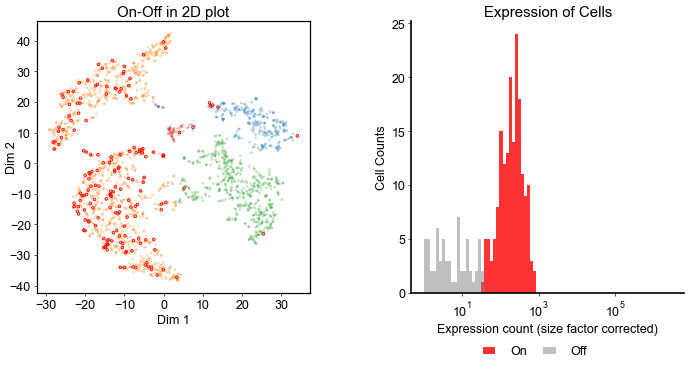 On-Off in 2D plot
Dim 2
40
30
20
10
0
−10
−20
−30
−40
−30 −20 −10 0 10 20 30
Dim 1
Expression of Cells
Cell Counts
25
20
15
10
5
0
10^1 10^3 10^5
Expression count (size factor corrected)
On Off